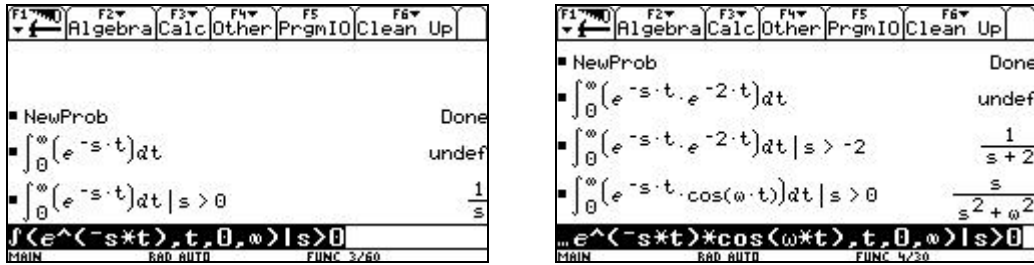 F1 F2▼ F3▼ F4▼ F5 F6▼
Algebra Calc Other PrgmIO Clean Up
▪ NewProb Done
▪ ∫₀^∞(e^(-s·t))dt undef
▪ ∫₀^∞(e^(-s·t))dt | s > 0 1/s
∫(e^(-s*t),t,0,∞)|s>0
MAIN RAD AUTO FUNC 3/60
F1 F2▼ F3▼ F4▼ F5 F6▼
Algebra Calc Other PrgmIO Clean Up
▪ NewProb Done
▪ ∫₀^∞(e^(-s·t)·e^(-2·t))dt undef
▪ ∫₀^∞(e^(-s·t)·e^(-2·t))dt | s > -2 1/(s + 2)
▪ ∫₀^∞(e^(-s·t)·cos(ω·t))dt | s > 0 s/(s² + ω²)
…e^(-s*t)*cos(ω*t),t,0,∞)|s>0
MAIN RAD AUTO FUNC 4/30